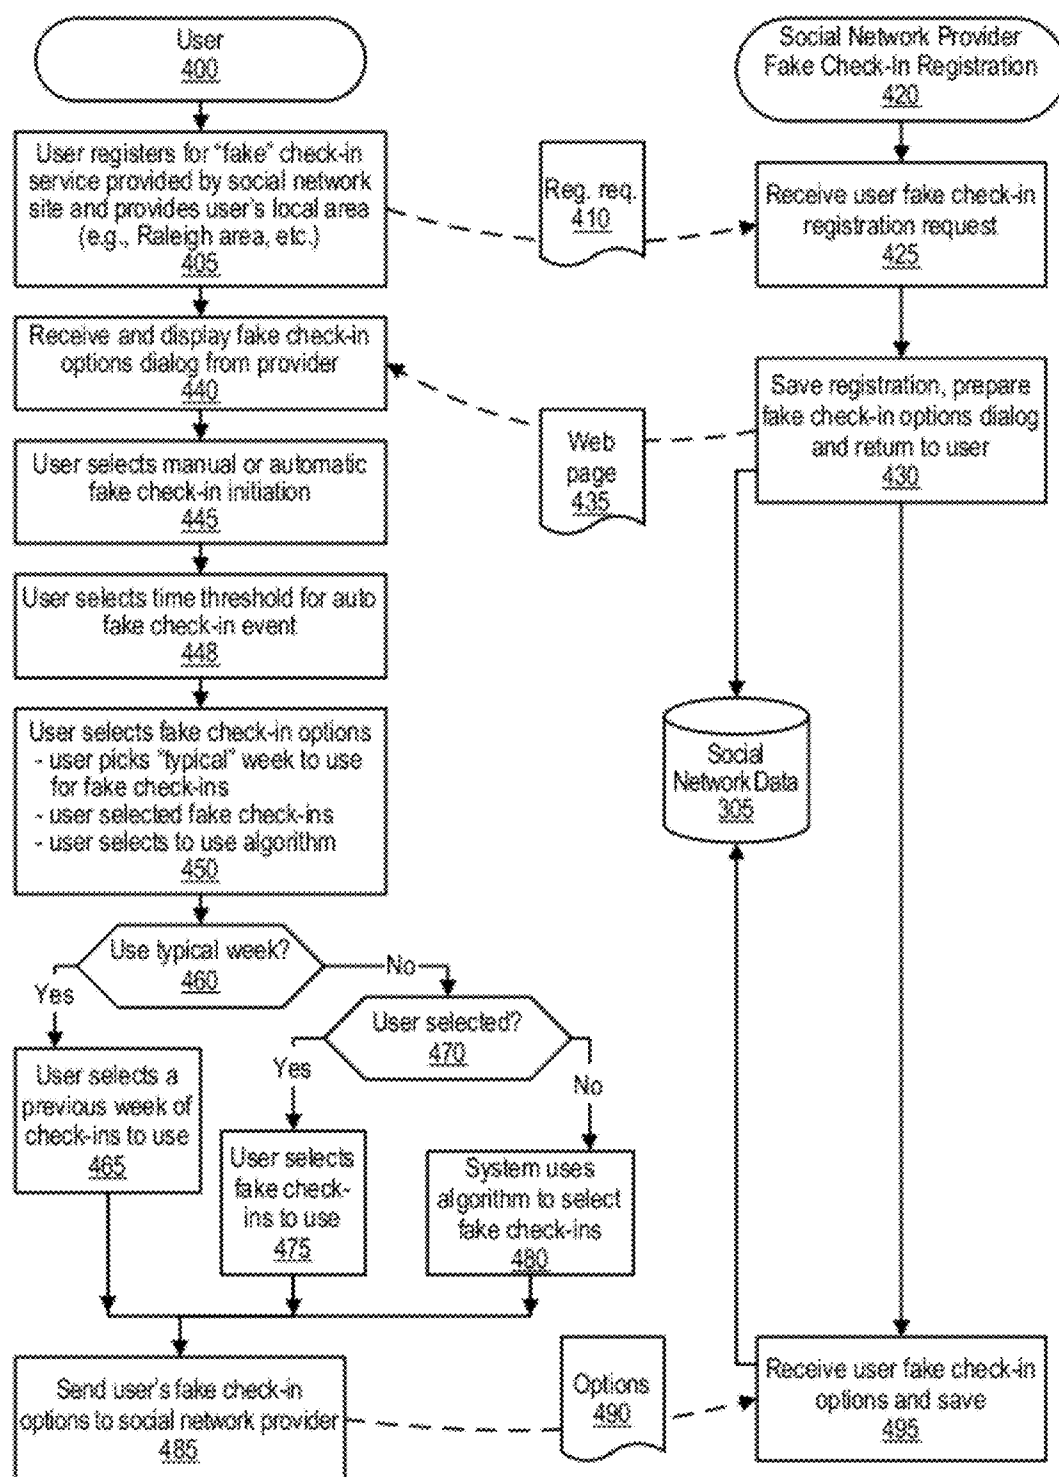 User
400
Social Network Provider
Fake Check-In Registration
420
User registers for "fake" check-in
service provided by social network
site and provides user's local area
(e.g., Raleigh area, etc.)
405
Reg. req.
410
Receive user fake check-in
registration request
425
Receive and display fake check-in
options dialog from provider
440
Web
page
435
Save registration, prepare
fake check-in options dialog
and return to user
430
User selects manual or automatic
fake check-in initiation
445
User selects time threshold for auto
fake check-in event
448
User selects fake check-in options
- user picks "typical" week to use
for fake check-ins
- user selected fake check-ins
- user selects to use algorithm
450
Social
Network Data
305
Use typical week?
460
Yes
No
User selected?
470
Yes
No
User selects a
previous week of
check-ins to use
465
User selects
fake check-
ins to use
475
System uses
algorithm to select
fake check-ins
480
Send user's fake check-in
options to social network provider
485
Options
490
Receive user fake check-in
options and save
495